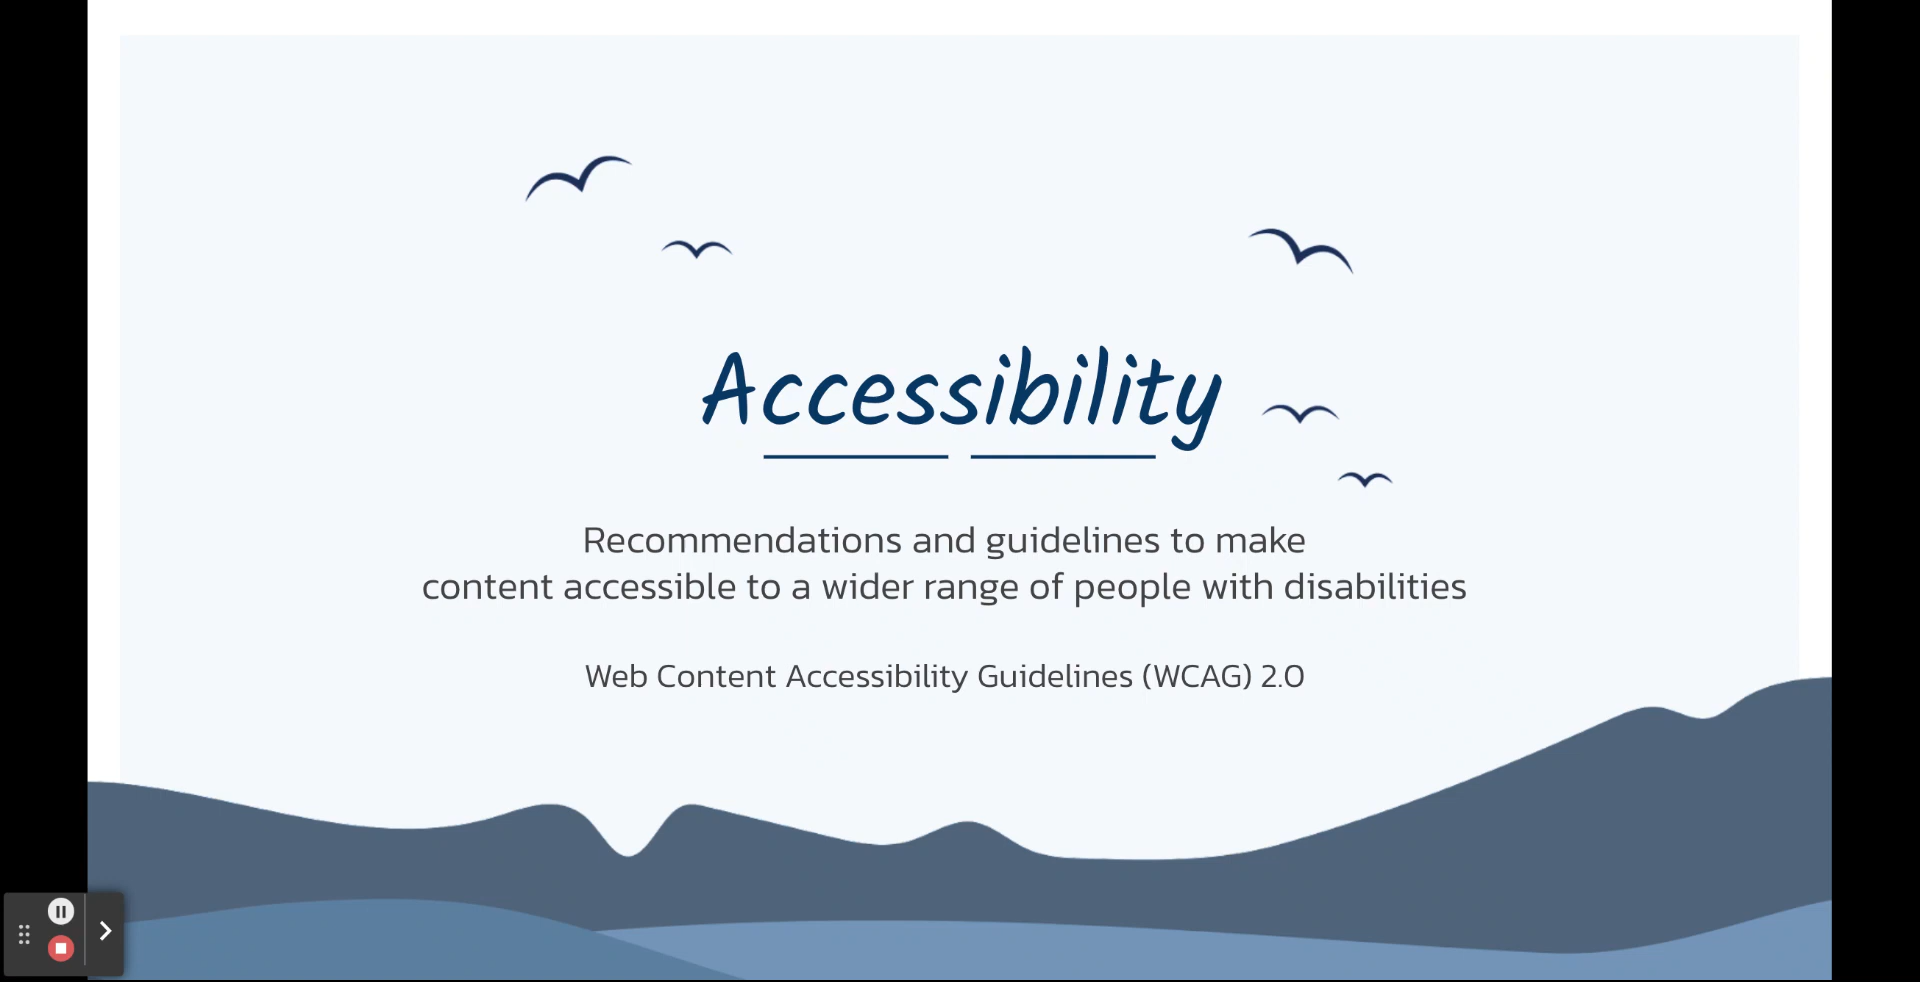 Accessibility
Recommendations and guidelines to make
content accessible to a wider range of people with disabilities
Web Content Accessibility Guidelines (WCAG) 2.0